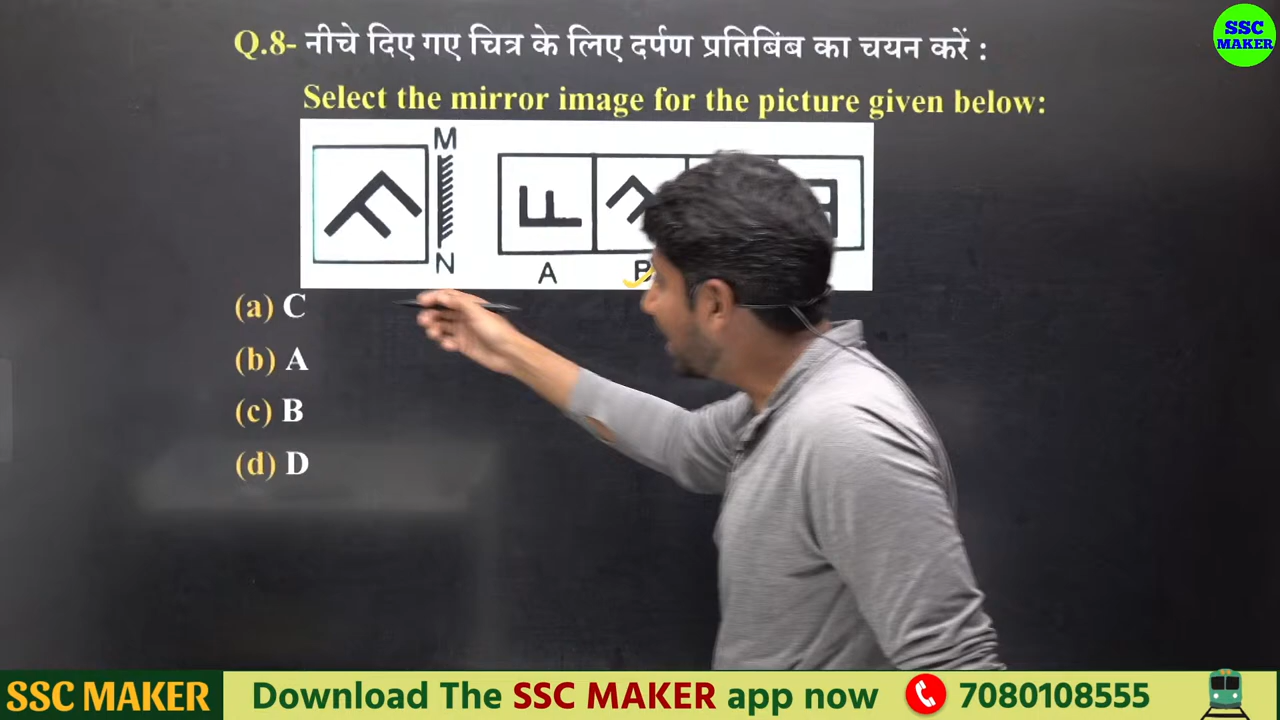 SSC
MAKER
Q.8- नीचे दिए गए चित्र के लिए दर्पण प्रतिबिंब का चयन करें :
Select the mirror image for the picture given below:
M
N
A
(a) C
(b) A
(c) B
(d) D
SSC MAKER
Download The SSC MAKER app now
7080108555